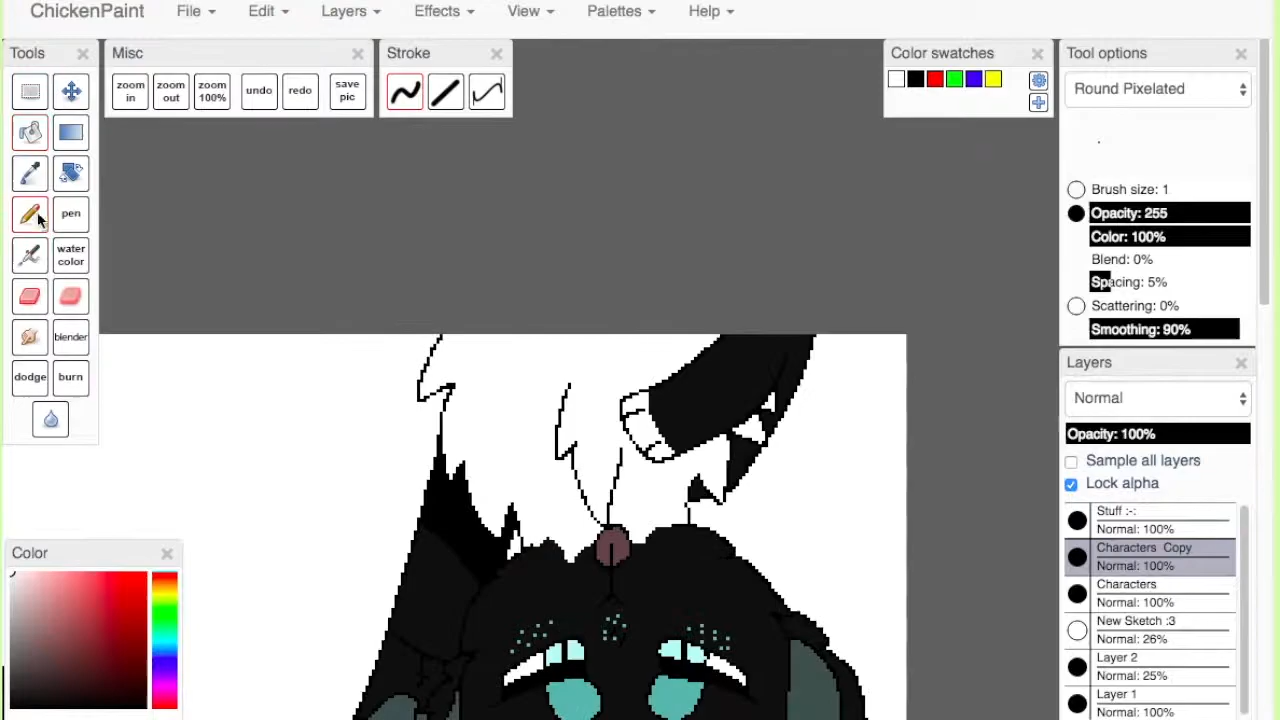 ChickenPaint
File
Edit
Layers
Effects
View
Palettes
Help
Tools
pen
water
color
blender
dodge
burn
Misc
zoom
in
zoom
out
zoom
100%
undo
redo
save
pic
Stroke
Color swatches
Color
Tool options
Round Pixelated
Brush size: 1
Opacity: 255
Color: 100%
Blend: 0%
Spacing: 5%
Scattering: 0%
Smoothing: 90%
Layers
Normal
Opacity: 100%
Sample all layers
Lock alpha
Stuff :-:
Normal: 100%
Characters Copy
Normal: 100%
Characters
Normal: 100%
New Sketch :3
Normal: 26%
Layer 2
Normal: 25%
Layer 1
Normal: 100%